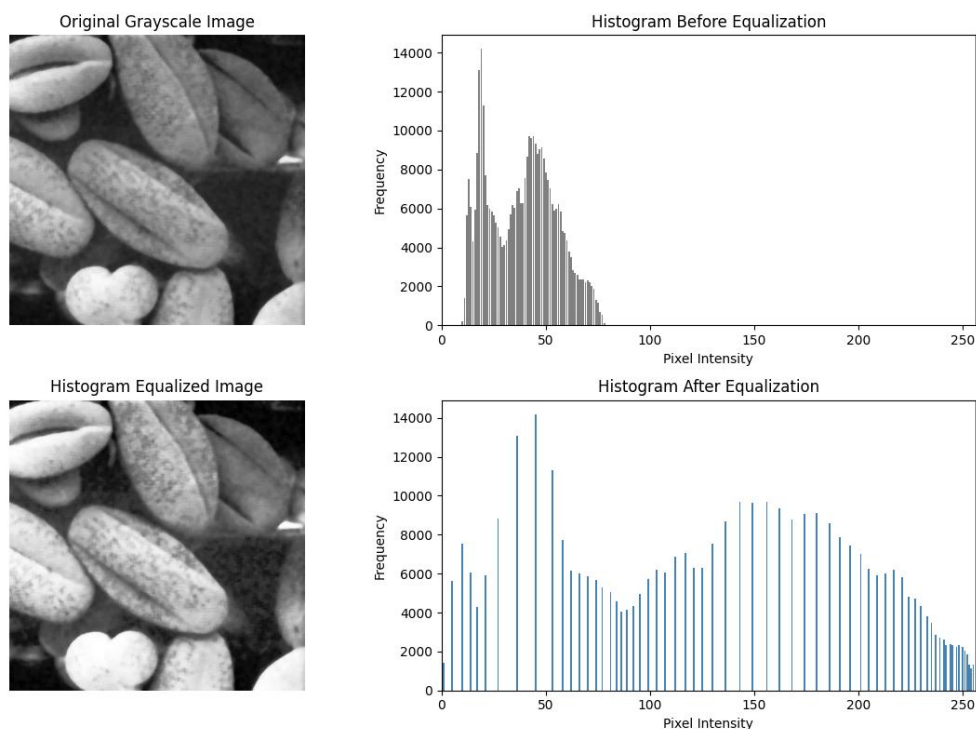 Original Grayscale Image
Histogram Before Equalization
14000
12000
10000
8000
6000
4000
2000
0
Frequency
0 50 100 150 200 250
Pixel Intensity
Histogram Equalized Image
Histogram After Equalization
14000
12000
10000
8000
6000
4000
2000
0
Frequency
0 50 100 150 200 250
Pixel Intensity